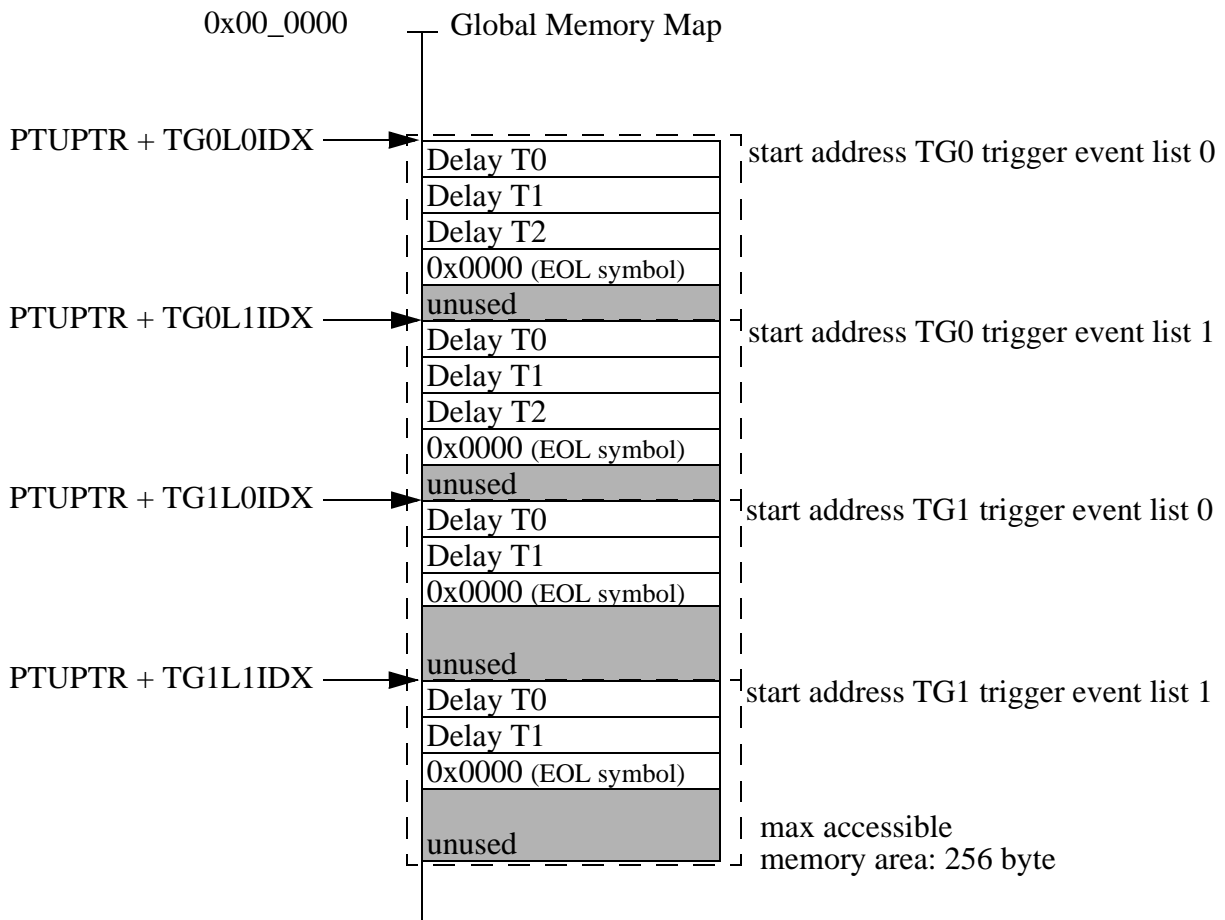 0x00_0000
Global Memory Map
PTUPTR + TG0L0IDX
start address TG0 trigger event list 0
Delay T0
Delay T1
Delay T2
0x0000 (EOL symbol)
unused
PTUPTR + TG0L1IDX
start address TG0 trigger event list 1
Delay T0
Delay T1
Delay T2
0x0000 (EOL symbol)
unused
PTUPTR + TG1L0IDX
start address TG1 trigger event list 0
Delay T0
Delay T1
0x0000 (EOL symbol)
unused
PTUPTR + TG1L1IDX
start address TG1 trigger event list 1
Delay T0
Delay T1
0x0000 (EOL symbol)
unused
max accessible
memory area: 256 byte